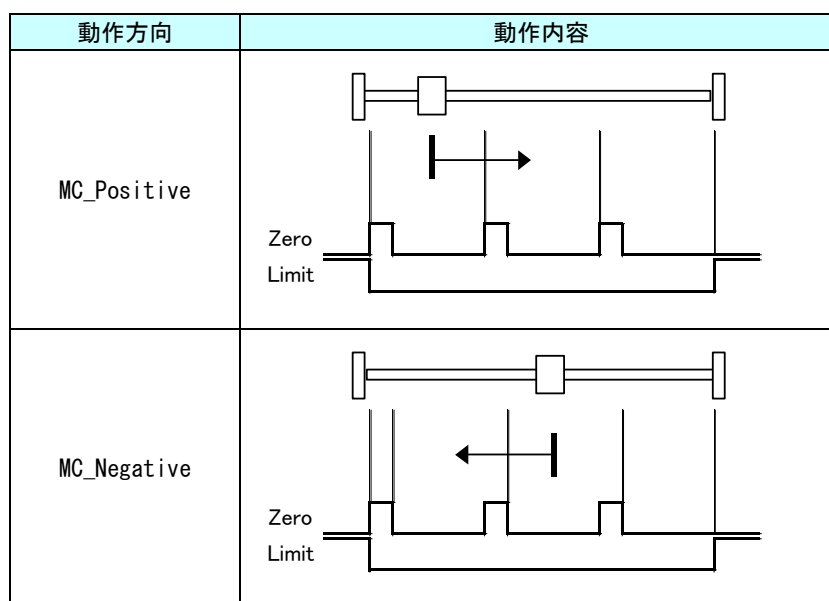 動作方向 動作内容
MC_Positive
Zero
Limit
MC_Negative
Zero
Limit